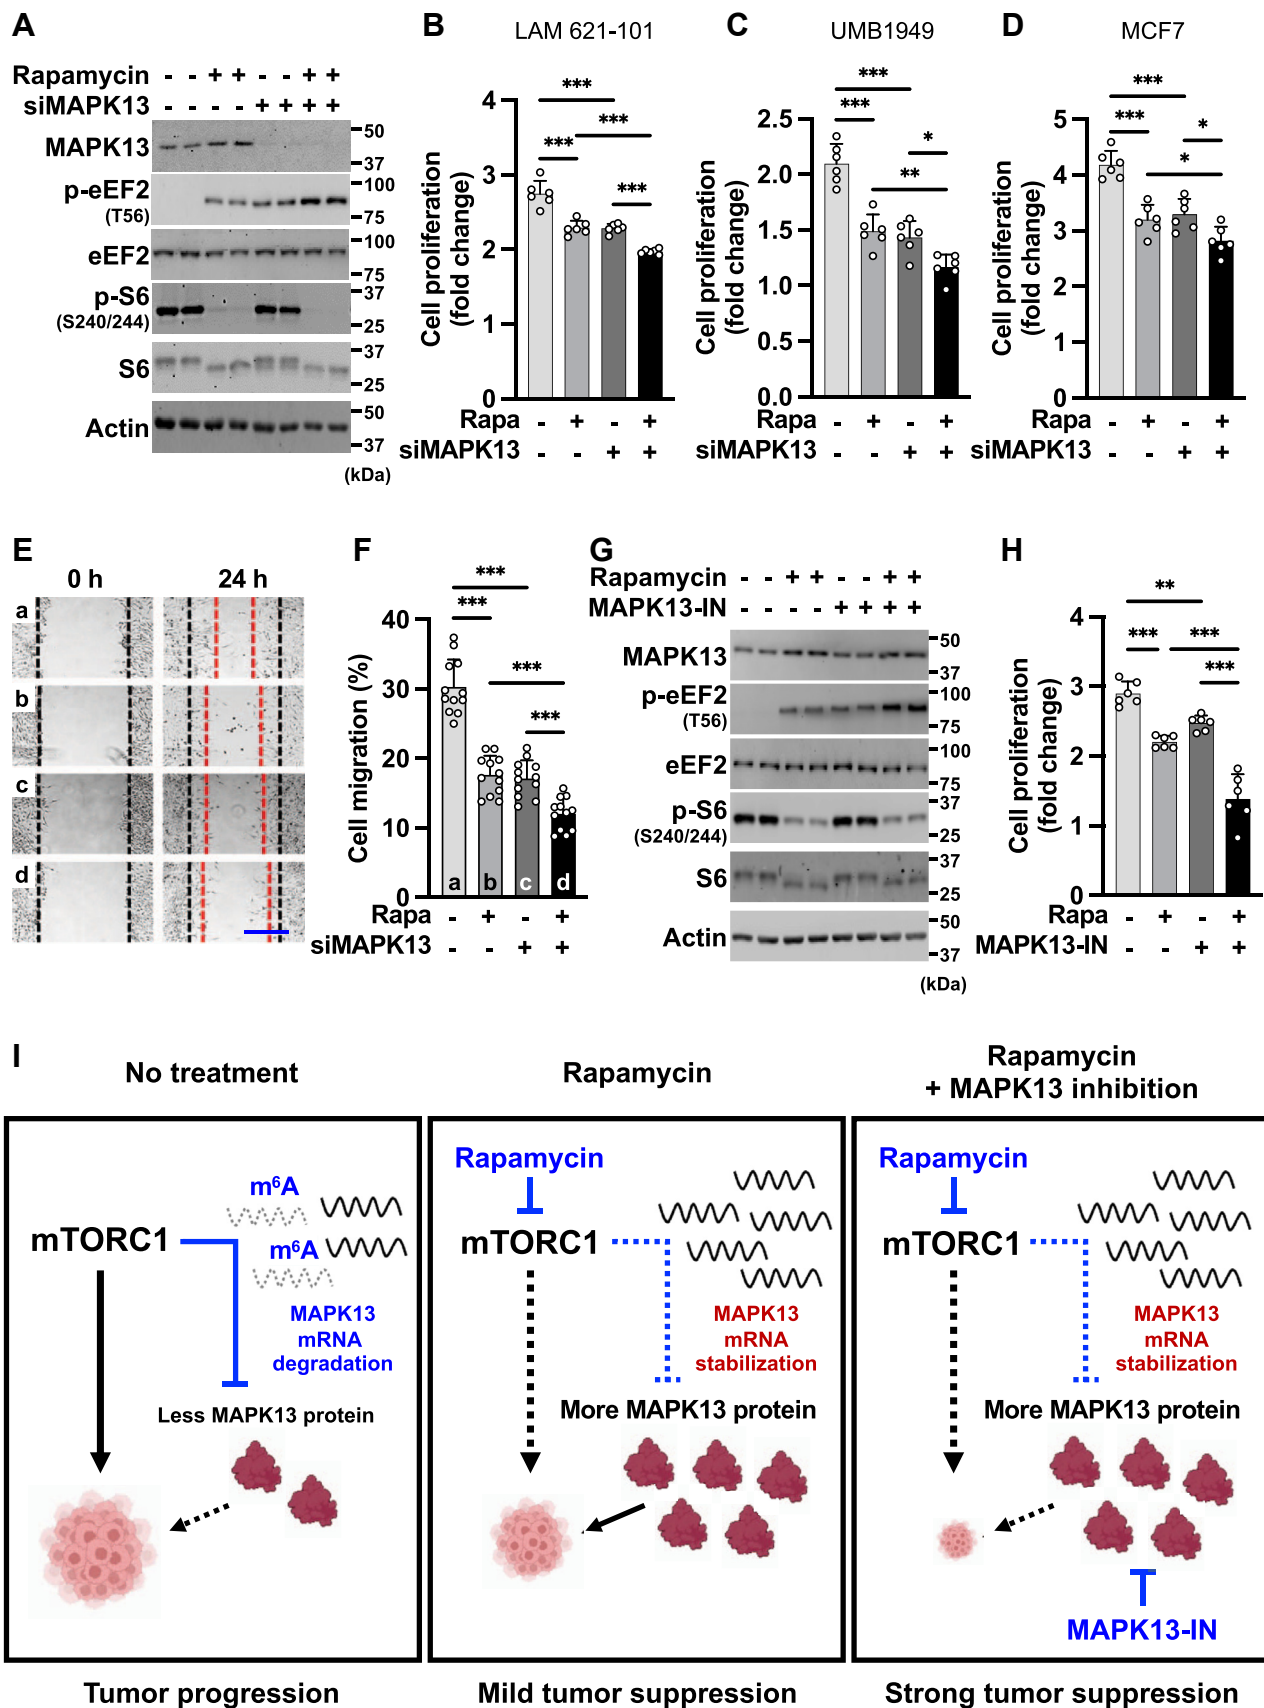 A
Rapamycin - - + + - - + +
siMAPK13 - - - - + + + +
MAPK13
50
37
p-eEF2
(T56)
100
75
eEF2
100
75
p-S6
(S240/244)
37
25
S6
37
25
Actin
50
37
(kDa)
B
LAM 621-101
Cell proliferation
(fold change)
4
3
2
1
0
***
***
***
***
Rapa - + - +
siMAPK13 - - + +
C
UMB1949
Cell proliferation
(fold change)
2.5
2.0
1.5
1.0
0.5
0.0
***
***
*
**
Rapa - + - +
siMAPK13 - - + +
D
MCF7
Cell proliferation
(fold change)
5
4
3
2
1
0
***
***
*
*
Rapa - + - +
siMAPK13 - - + +
E
0 h 24 h
a
b
c
d
F
Cell migration (%)
40
30
20
10
0
***
***
***
***
a b c d
Rapa - + - +
siMAPK13 - - + +
G
Rapamycin - - + + - - + +
MAPK13-IN - - - - + + + +
MAPK13
50
37
p-eEF2
(T56)
100
75
eEF2
100
75
p-S6
(S240/244)
37
25
S6
37
25
Actin
50
37
(kDa)
H
Cell proliferation
(fold change)
4
3
2
1
0
**
***
***
***
Rapa - + - +
MAPK13-IN - - + +
I
No treatment
m⁶A
mTORC1
m⁶A
MAPK13
mRNA
degradation
Less MAPK13 protein
Tumor progression
Rapamycin
Rapamycin
mTORC1
MAPK13
mRNA
stabilization
More MAPK13 protein
Mild tumor suppression
Rapamycin
+ MAPK13 inhibition
Rapamycin
mTORC1
MAPK13
mRNA
stabilization
More MAPK13 protein
MAPK13-IN
Strong tumor suppression